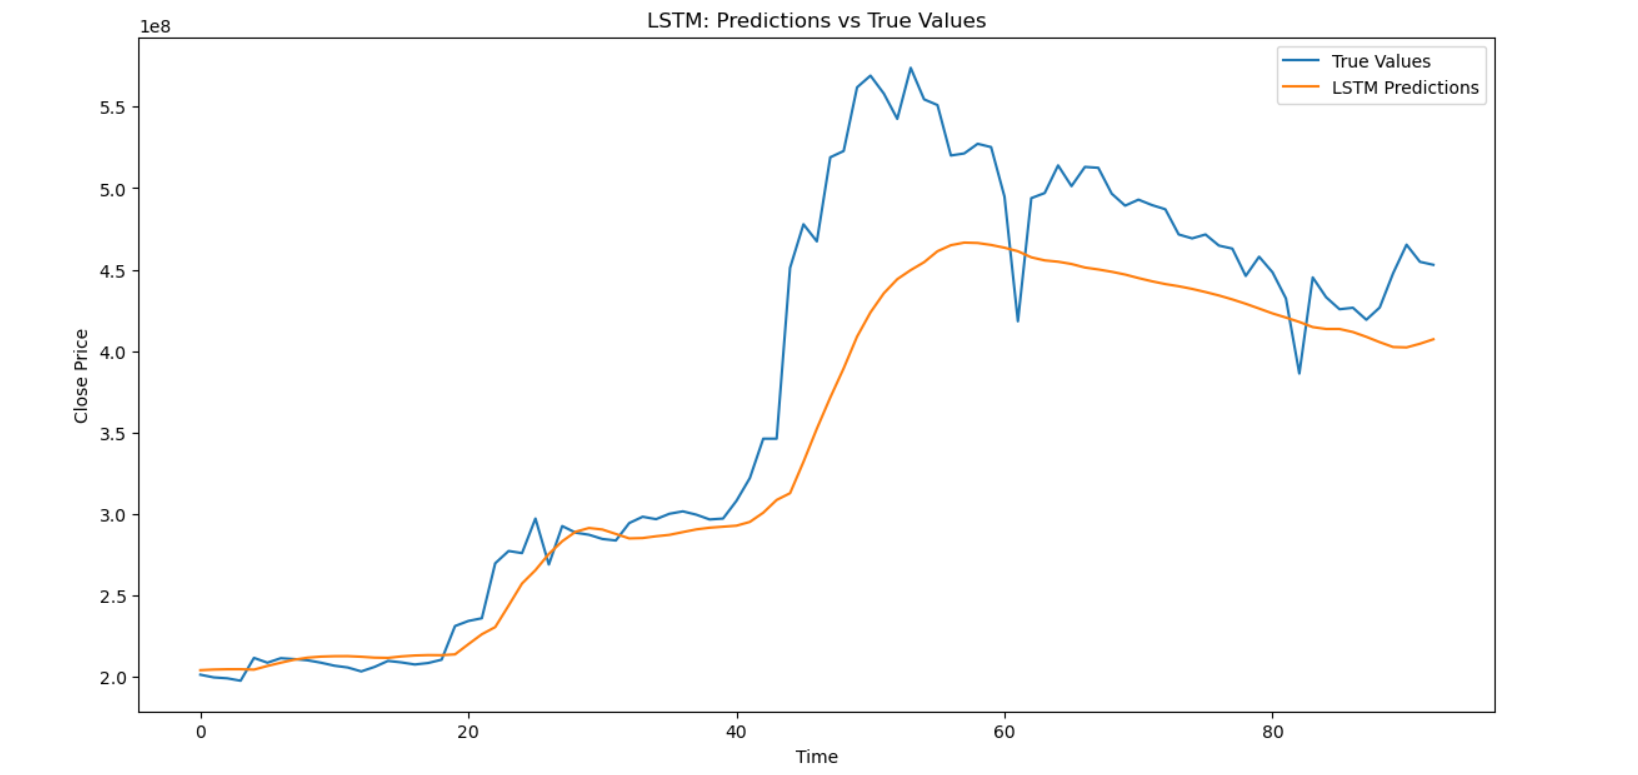 LSTM: Predictions vs True Values
1e8
True Values
LSTM Predictions
5.5
5.0
4.5
4.0
3.5
3.0
2.5
2.0
Close Price
0 20 40 60 80
Time